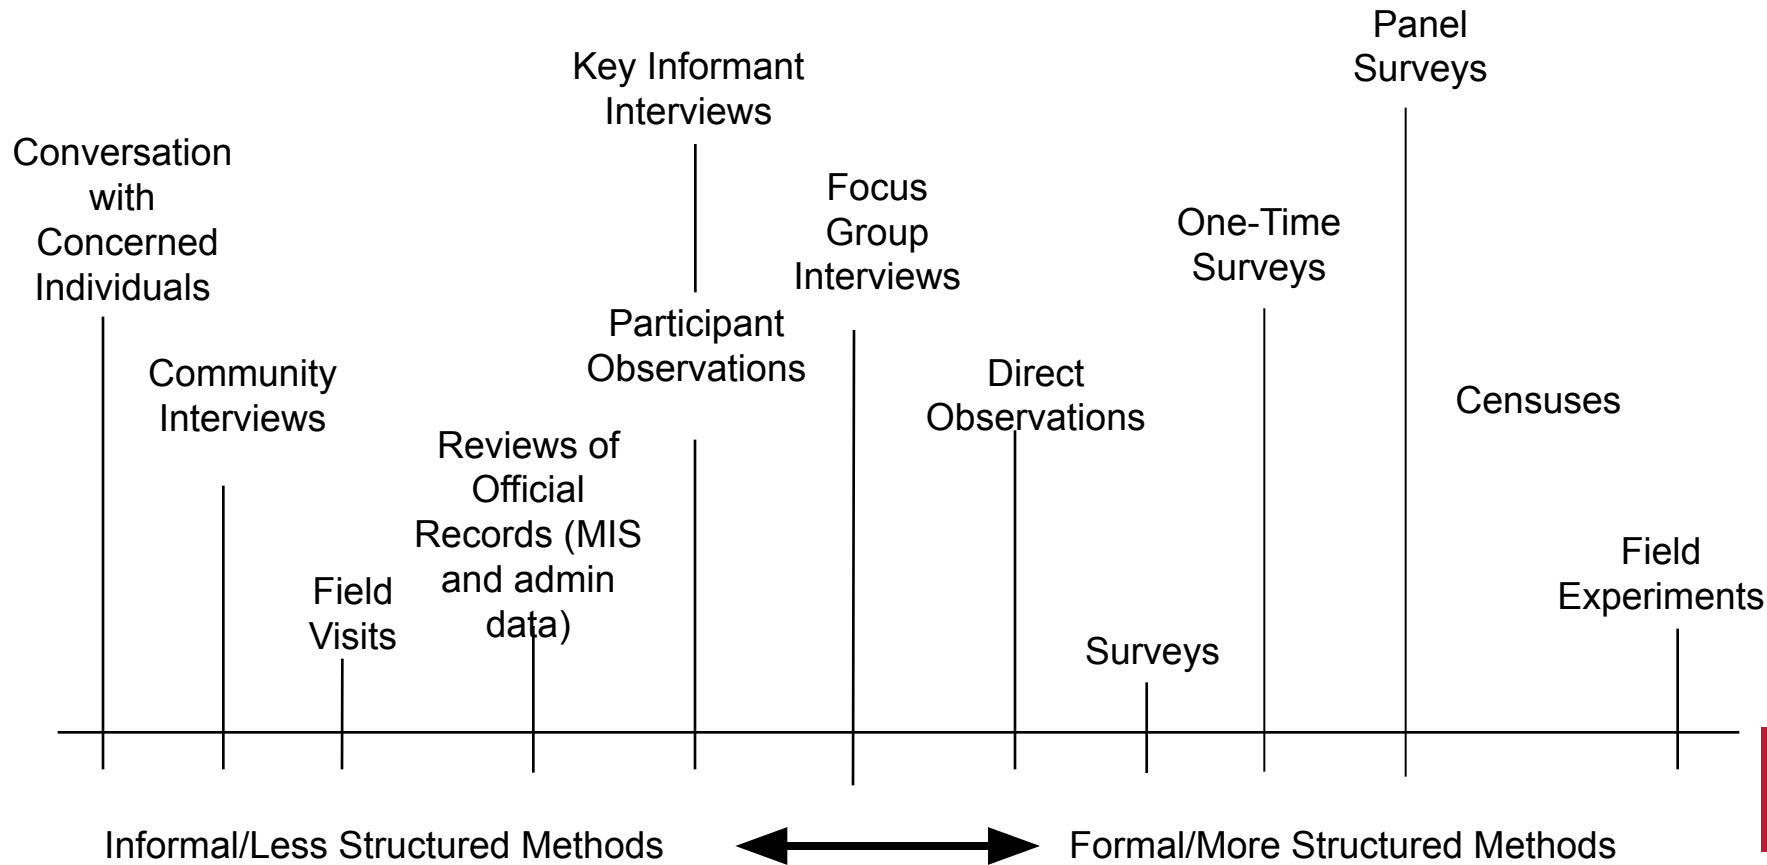 Conversation
with
Concerned
Individuals
Community
Interviews
Field
Visits
Reviews of
Official
Records (MIS
and admin
data)
Key Informant
Interviews
Participant
Observations
Focus
Group
Interviews
Direct
Observations
Surveys
One-Time
Surveys
Panel
Surveys
Censuses
Field
Experiments
Informal/Less Structured Methods
Formal/More Structured Methods